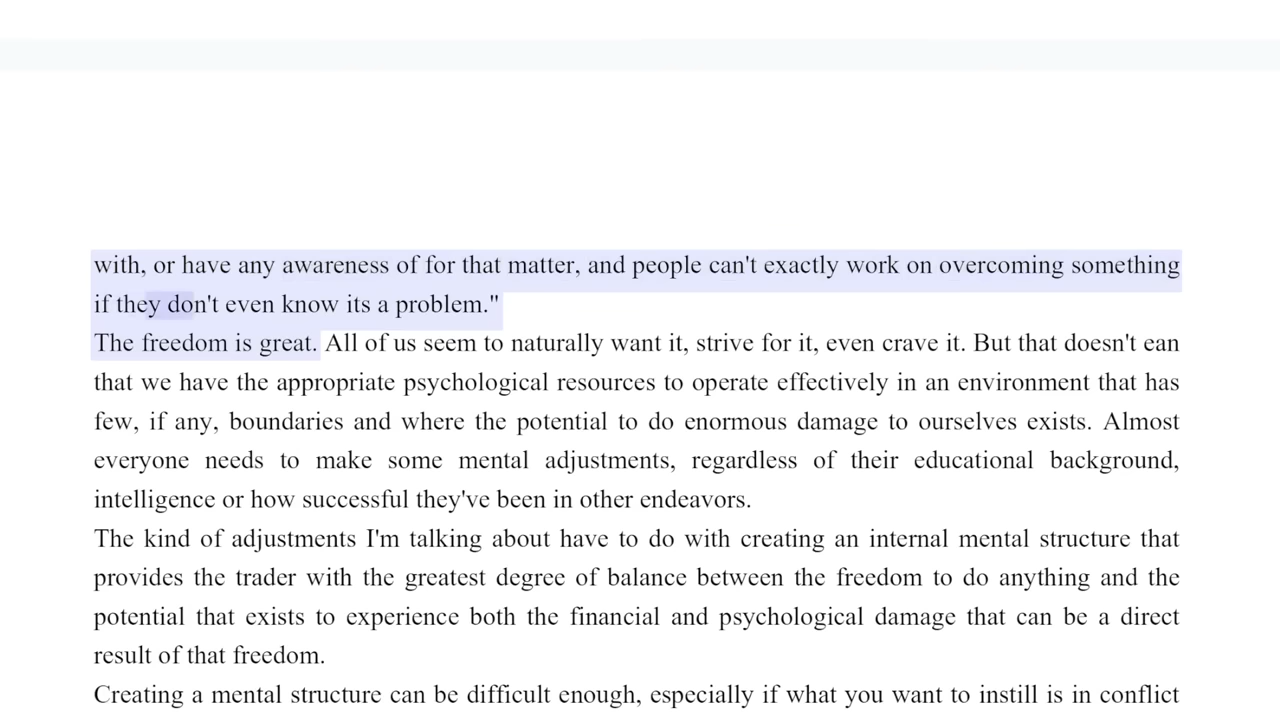 with, or have any awareness of for that matter, and people can't exactly work on overcoming something
if they don't even know its a problem."
The freedom is great. All of us seem to naturally want it, strive for it, even crave it. But that doesn't ean
that we have the appropriate psychological resources to operate effectively in an environment that has
few, if any, boundaries and where the potential to do enormous damage to ourselves exists. Almost
everyone needs to make some mental adjustments, regardless of their educational background,
intelligence or how successful they've been in other endeavors.
The kind of adjustments I'm talking about have to do with creating an internal mental structure that
provides the trader with the greatest degree of balance between the freedom to do anything and the
potential that exists to experience both the financial and psychological damage that can be a direct
result of that freedom.
Creating a mental structure can be difficult enough, especially if what you want to instill is in conflict